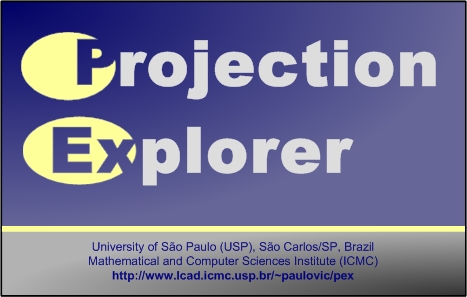 Projection
Explorer
University of São Paulo (USP), São Carlos/SP, Brazil
Mathematical and Computer Sciences Institute (ICMC)
http://www.lcad.icmc.usp.br/~paulovic/pex